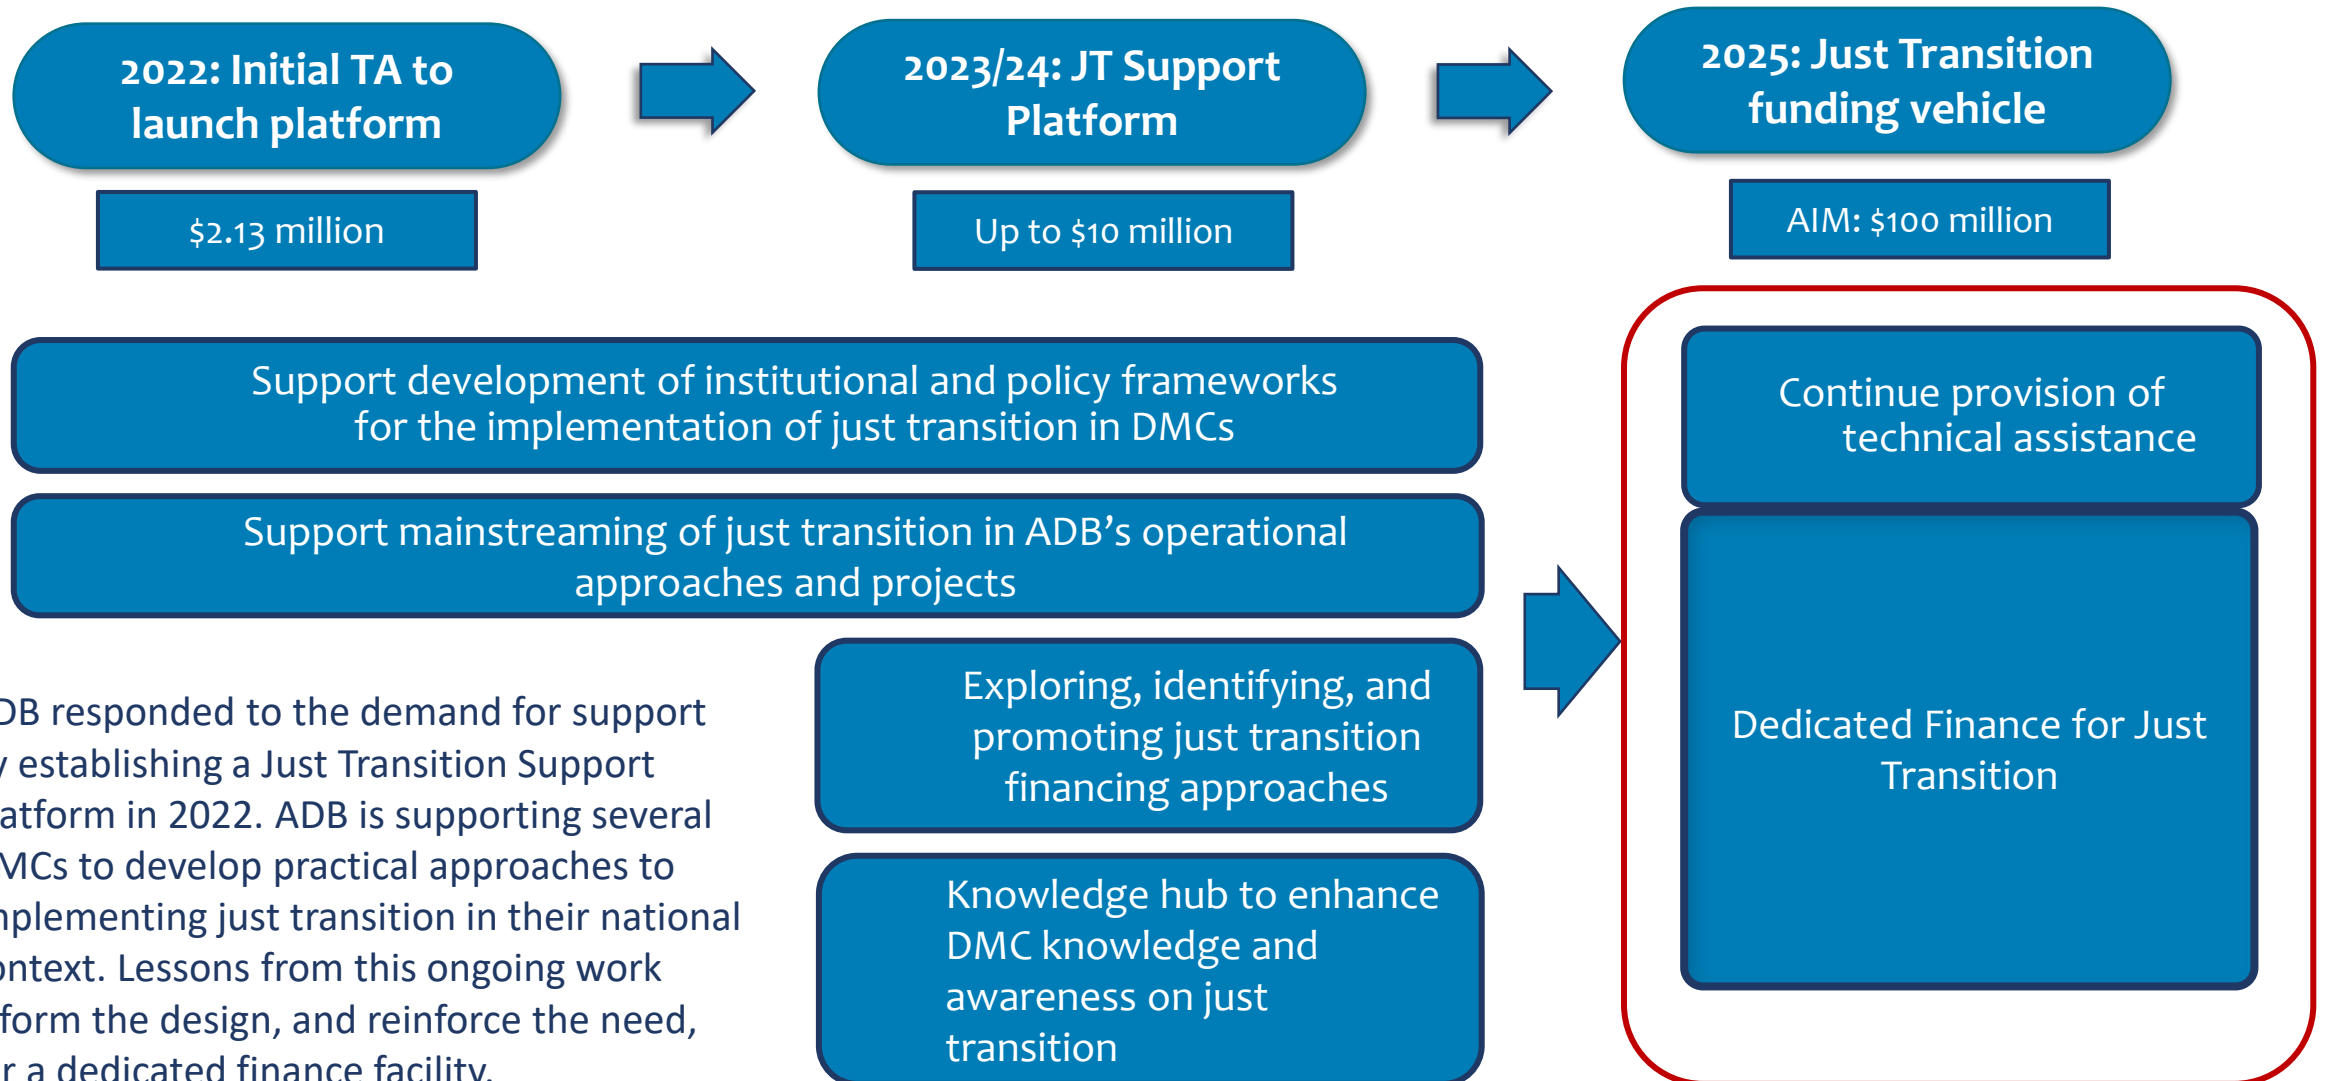 2022: Initial TA to
launch platform
2023/24: JT Support
Platform
2025: Just Transition
funding vehicle
$2.13 million
Up to $10 million
AIM: $100 million
Support development of institutional and policy frameworks
for the implementation of just transition in DMCs
Support mainstreaming of just transition in ADB’s operational
approaches and projects
Exploring, identifying, and
promoting just transition
financing approaches
Knowledge hub to enhance
DMC knowledge and
awareness on just
transition
Continue provision of
technical assistance
Dedicated Finance for Just
Transition
DB responded to the demand for support
y establishing a Just Transition Support
atform in 2022. ADB is supporting several
MCs to develop practical approaches to
nplementing just transition in their national
ontext. Lessons from this ongoing work
form the design, and reinforce the need,
r a dedicated finance facility.